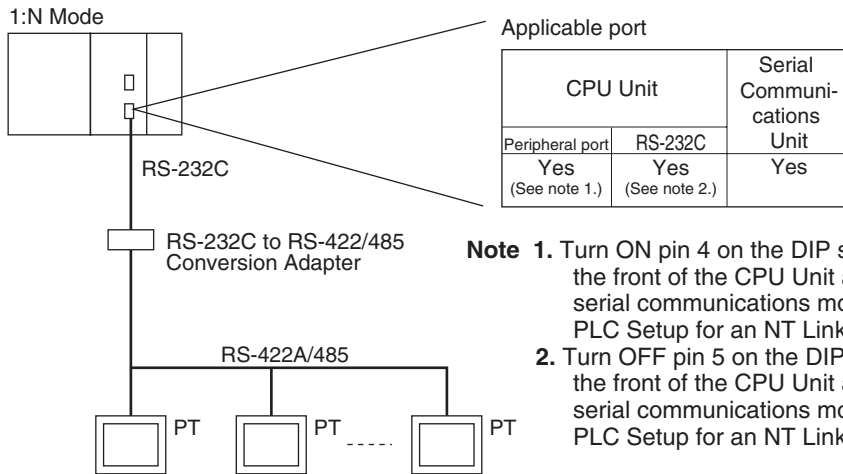 1:N Mode
Applicable port
CPU Unit
Serial
Communi-
cations
Unit
Peripheral port
RS-232C
Yes
(See note 1.)
Yes
(See note 2.)
Yes
RS-232C
RS-232C to RS-422/485
Conversion Adapter
RS-422A/485
PT
PT
PT
Note 1. Turn ON pin 4 on the DIP
the front of the CPU Unit
serial communications
PLC Setup for an NT Link
2. Turn OFF pin 5 on the DIP
the front of the CPU Unit
serial communications
PLC Setup for an NT Link